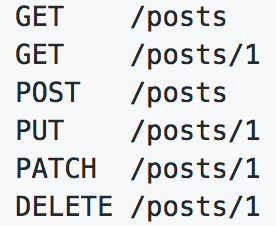 GET    /posts
GET    /posts/1
POST   /posts
PUT    /posts/1
PATCH  /posts/1
DELETE /posts/1